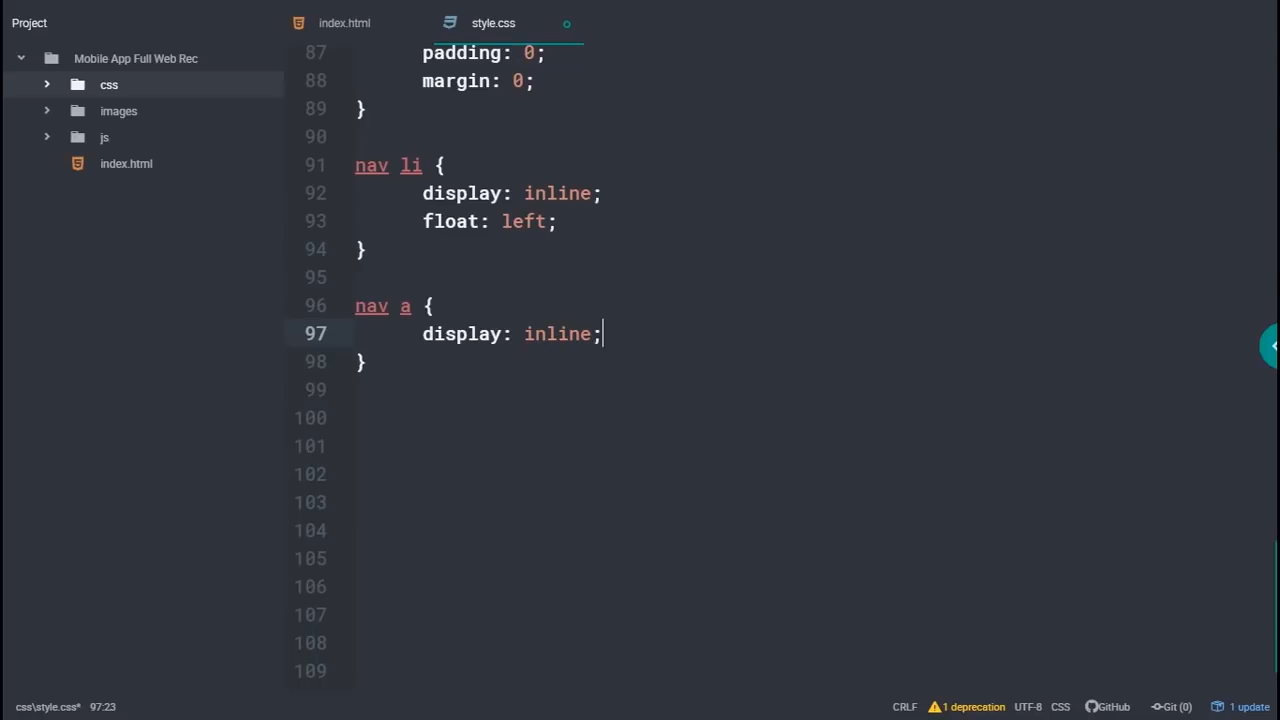 Project
index.html
style.css
Mobile App Full Web Rec
css
images
js
index.html
87 padding: 0;
88 margin: 0;
89 }
90
91 nav li {
92 display: inline;
93 float: left;
94 }
95
96 nav a {
97 display: inline;
98 }
99
100
101
102
103
104
105
106
107
108
109
css\style.css* 97:23
CRLF 1 deprecation UTF-8 CSS GitHub Git (0) 1 update